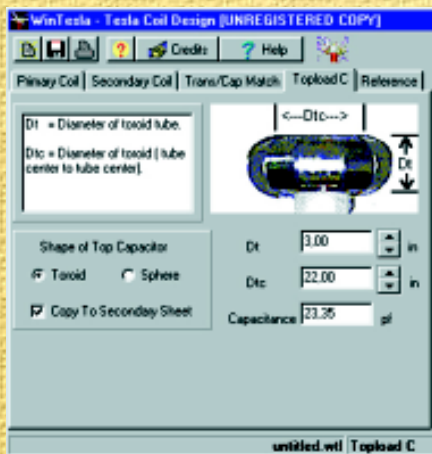 WinTesla - Tesla Coil Design [UNREGISTERED COPY]
? Credits ? Help
Primary Coil Secondary Coil Trans/Cap Match Topload C Reference
Dt = Diameter of toroid tube.
Dtc = Diameter of toroid ( tube
center to tube center).
<---Dtc--->
Dt
Shape of Top Capacitor
Toroid Sphere
Copy To Secondary Sheet
Dt 3,00 in
Dtc 22,00 in
Capacitance 23,35 pf
untitled.wtl Topload C